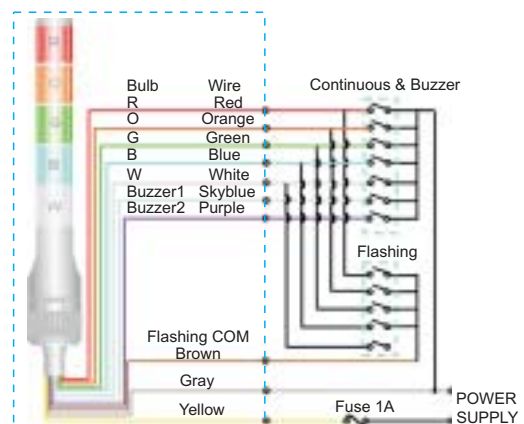 Bulb Wire Continuous & Buzzer
R Red
O Orange
G Green
B Blue
W White
Buzzer1 Skyblue
Buzzer2 Purple
Flashing
Flashing COM
Brown
Gray
Yellow Fuse 1A
POWER
SUPPLY